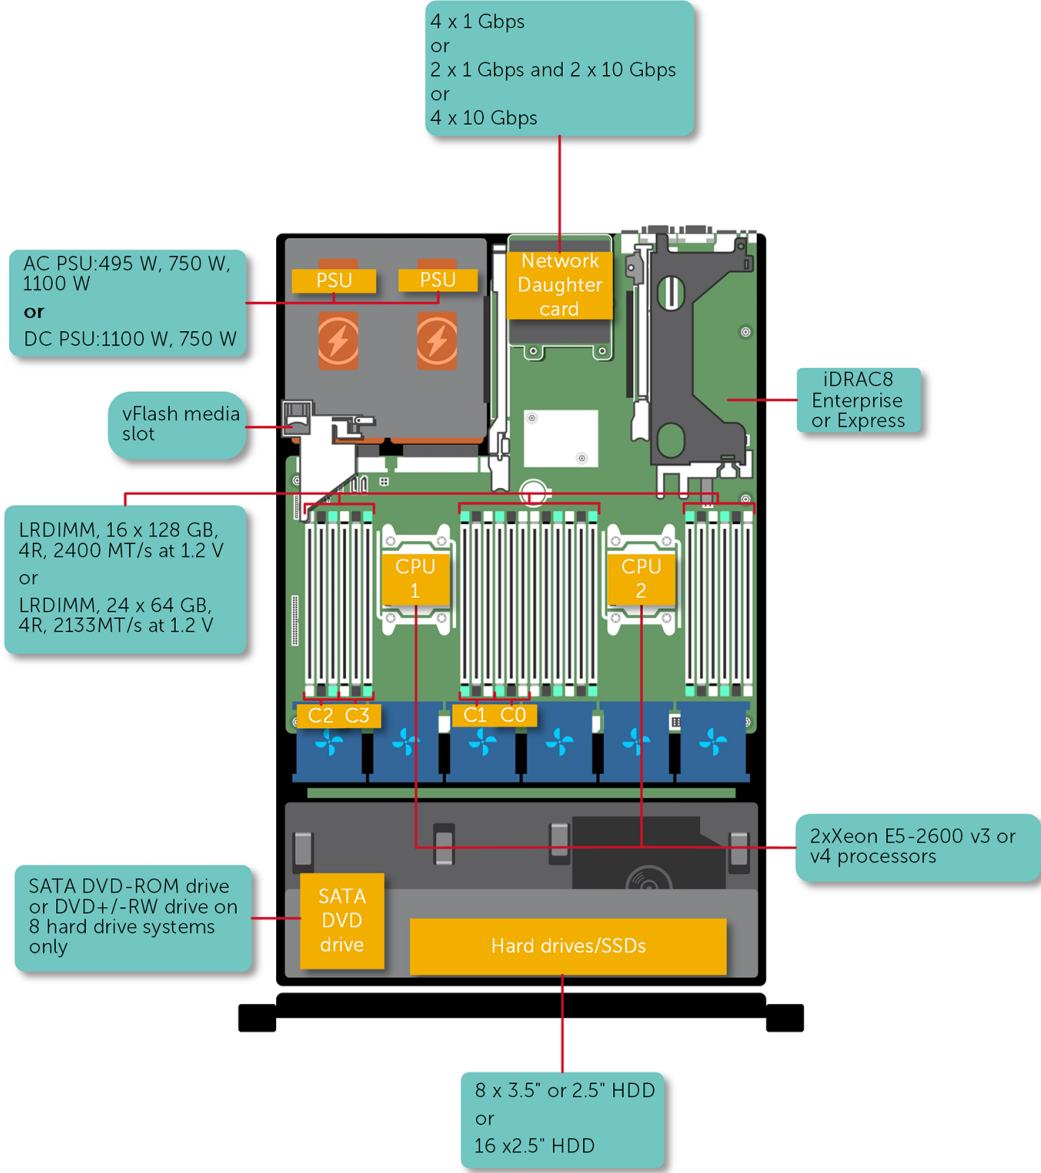 4 x 1 Gbps
or
2 x 1 Gbps and 2 x 10 Gbps
or
4 x 10 Gbps
AC PSU:495 W, 750 W,
1100 W
or
DC PSU:1100 W, 750 W
PSU
PSU
Network
Daughter
card
vFlash media
slot
iDRAC8
Enterprise
or Express
LRDIMM, 16 x 128 GB,
4R, 2400 MT/s at 1.2 V
or
LRDIMM, 24 x 64 GB,
4R, 2133MT/s at 1.2 V
CPU
1
CPU
2
C2
C3
C1
C0
2xXeon E5-2600 v3 or
v4 processors
SATA DVD-ROM drive
or DVD+/-RW drive on
8 hard drive systems
only
SATA
DVD
drive
Hard drives/SSDs
8 x 3.5" or 2.5" HDD
or
16 x2.5" HDD